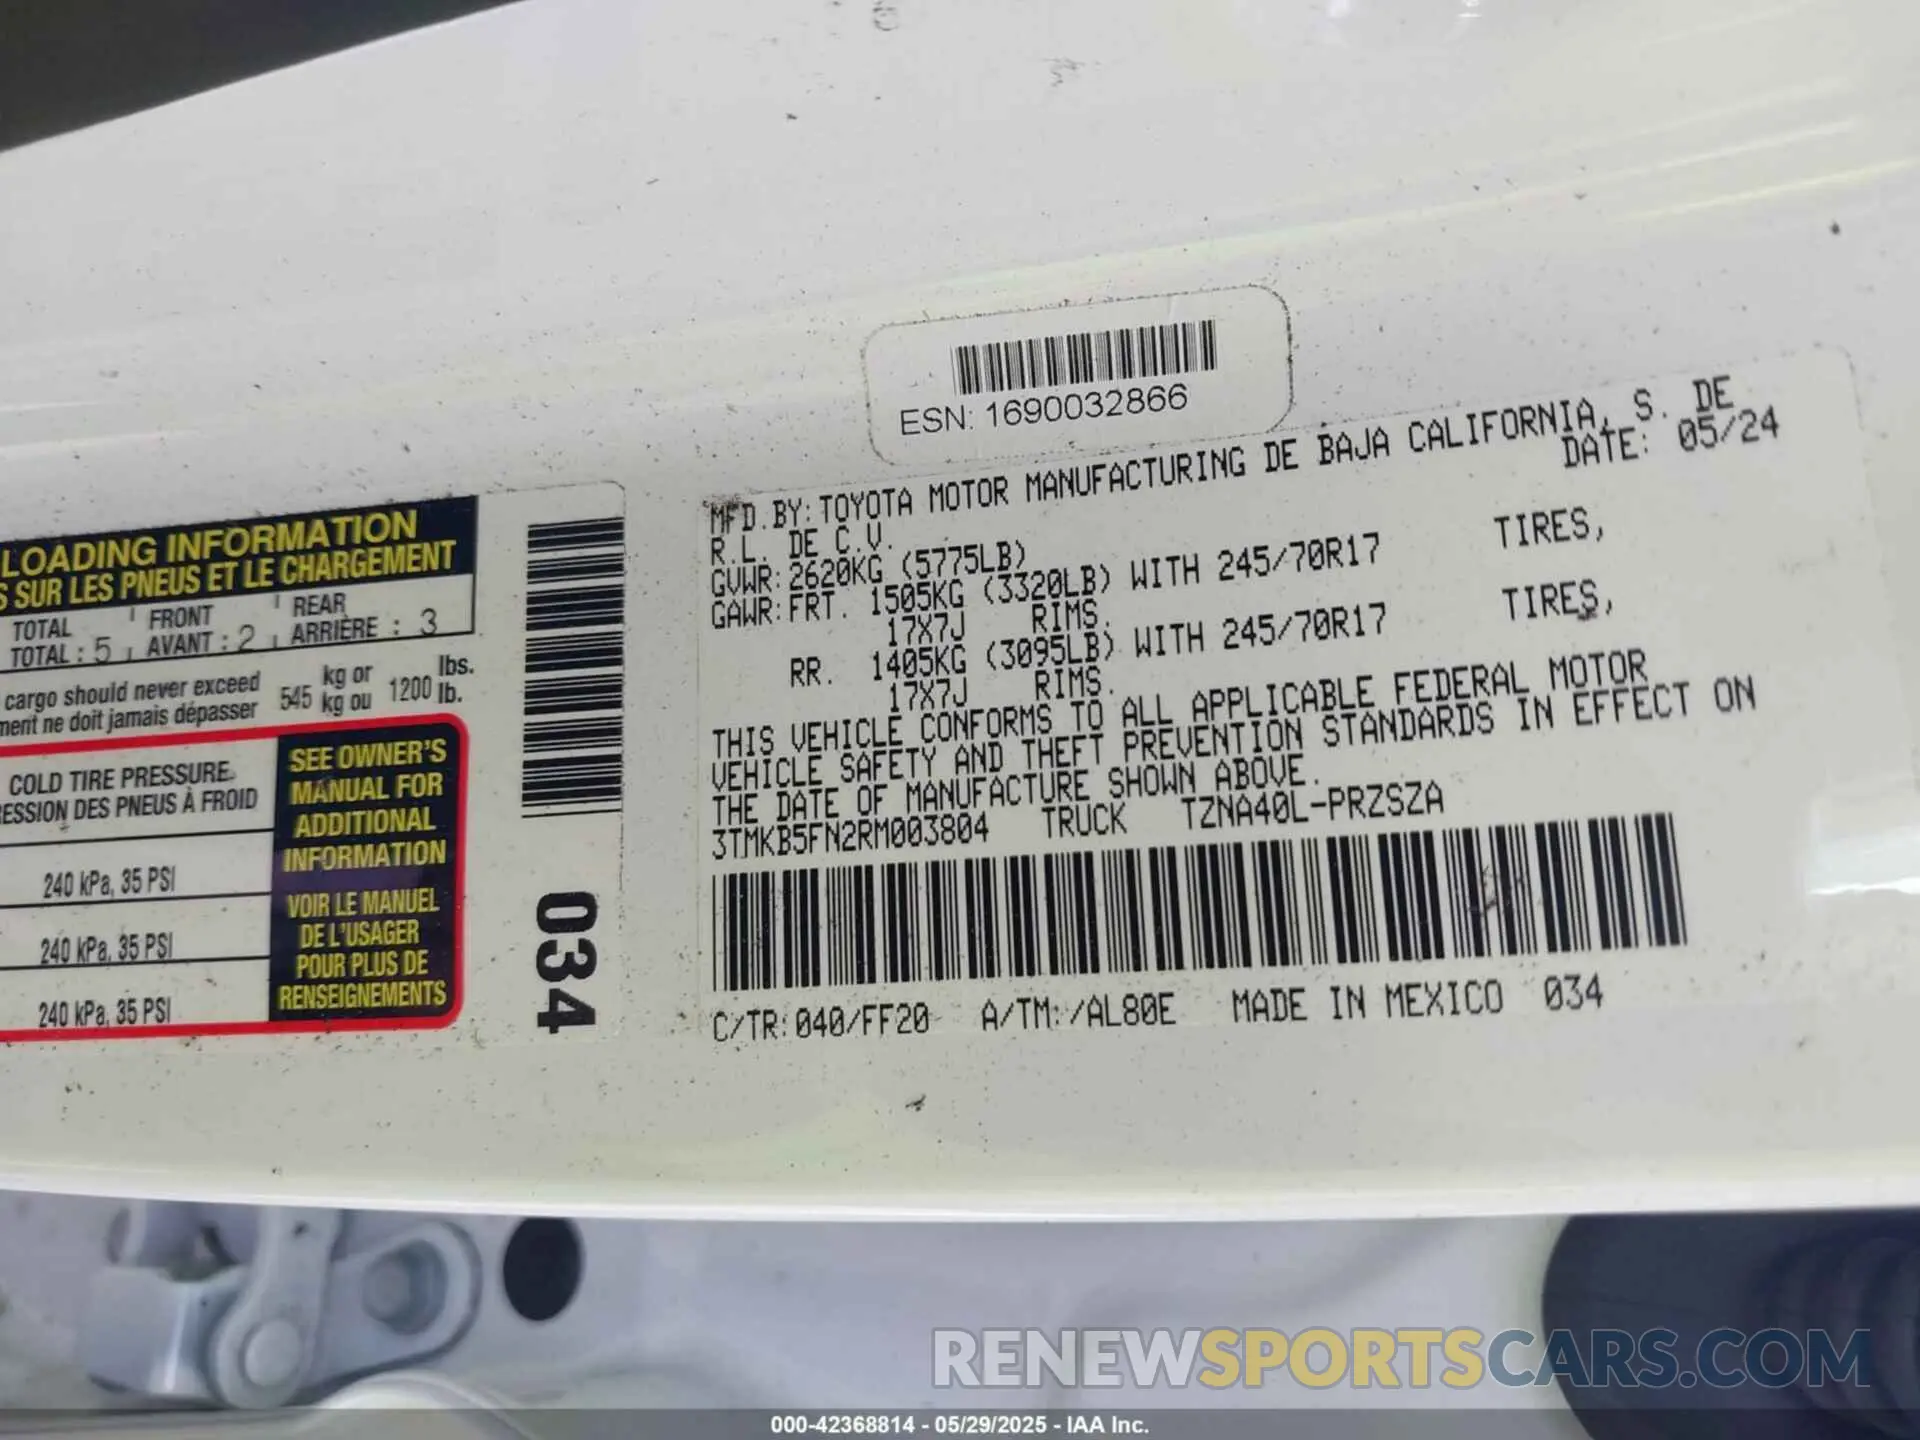 ESN: 1690032866
MFD.BY:TOYOTA MOTOR MANUFACTURING DE BAJA CALIFORNIA, S. DE
R.L. DE C.V. DATE: 05/24
GVWR:2620KG (5775LB)
GAWR:FRT. 1505KG (3320LB) WITH 245/70R17 TIRES,
17X7J RIMS.
RR. 1405KG (3095LB) WITH 245/70R17 TIRES,
17X7J RIMS.
THIS VEHICLE CONFORMS TO ALL APPLICABLE FEDERAL MOTOR
VEHICLE SAFETY AND THEFT PREVENTION STANDARDS IN EFFECT ON
THE DATE OF MANUFACTURE SHOWN ABOVE.
3TMKB5FN2RM003804 TRUCK TZNA40L-PRZSZA
C/TR:040/FF20 A/TM:/AL80E MADE IN MEXICO 034
LOADING INFORMATION
S SUR LES PNEUS ET LE CHARGEMENT
TOTAL FRONT REAR
TOTAL : 5 AVANT : 2 ARRIÈRE : 3
cargo should never exceed kg or lbs.
ment ne doit jamais dépasser 545 kg ou 1200 lb.
COLD TIRE PRESSURE
ESSION DES PNEUS À FROID
240 kPa, 35 PSI
240 kPa, 35 PSI
240 kPa, 35 PSI
SEE OWNER'S
MANUAL FOR
ADDITIONAL
INFORMATION
VOIR LE MANUEL
DE L'USAGER
POUR PLUS DE
RENSEIGNEMENTS
034
RENEWSPORTSCARS.COM
000-42368814 - 05/29/2025 - IAA Inc.